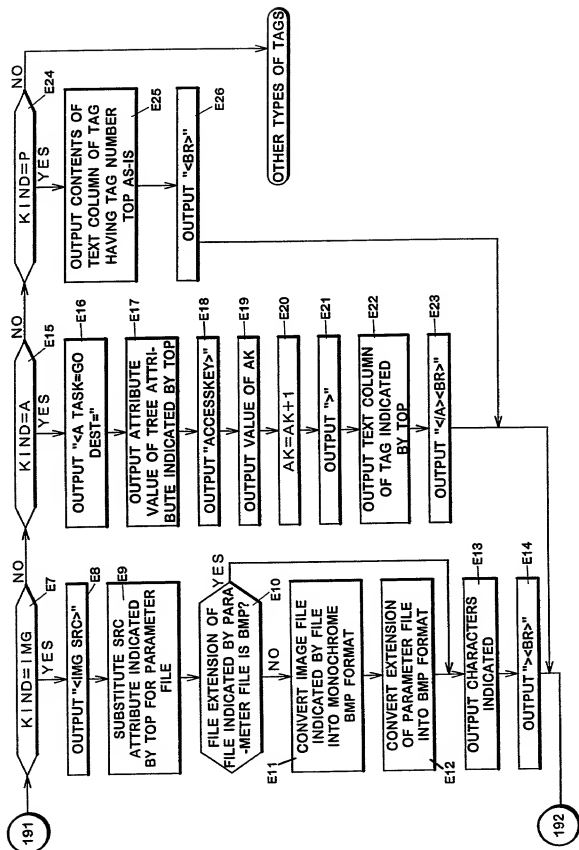 191
KIND=IMG
E7
NO
YES
OUTPUT "<IMG SRC>"
E8
SUBSTITUTE SRC
ATTRIBUTE INDICATED
BY TOP FOR PARAMETER
FILE
E9
FILE EXTENSION OF
FILE INDICATED BY PARA
-METER FILE IS BMP?
E10
YES
NO
CONVERT IMAGE FILE
INDICATED BY FILE
INTO MONOCHROME
BMP FORMAT
E11
CONVERT EXTENSION
OF PARAMETER FILE
INTO BMP FORMAT
E12
OUTPUT CHARACTERS
INDICATED
E13
OUTPUT "><BR>"
E14
192
KIND=A
E15
NO
YES
OUTPUT "<A TASK=GO
DEST="
E16
OUTPUT ATTRIBUTE
VALUE OF TREE ATTRI-
BUTE INDICATED BY TOP
E17
OUTPUT "ACCESSKEY>"
E18
OUTPUT VALUE OF AK
E19
AK=AK+1
E20
OUTPUT ">"
E21
OUTPUT TEXT COLUMN
OF TAG INDICATED
BY TOP
E22
OUTPUT "</A><BR>"
E23
KIND=P
E24
NO
YES
OUTPUT CONTENTS OF
TEXT COLUMN OF TAG
HAVING TAG NUMBER
TOP AS-IS
E25
OUTPUT "<BR>"
E26
OTHER TYPES OF TAGS